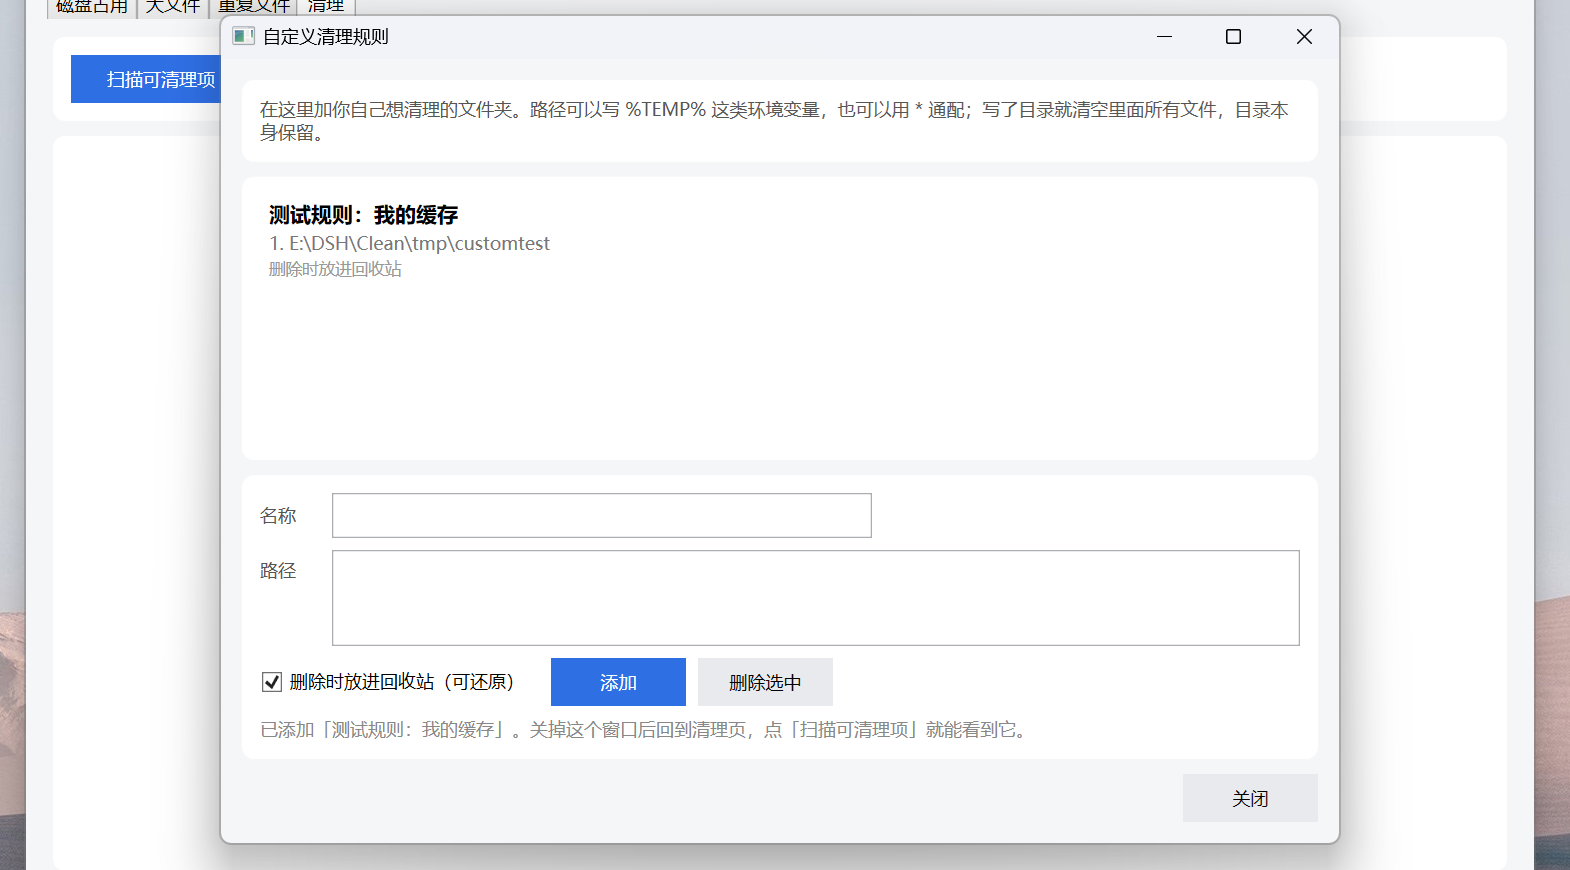 磁盘占用 大文件 重复文件 清理
自定义清理规则
扫描可清理项
在这里加你自己想清理的文件夹。路径可以写 %TEMP% 这类环境变量，也可以用 * 通配；写了目录就清空里面所有文件，目录本
身保留。
测试规则：我的缓存
1. E:\DSH\Clean\tmp\customtest
删除时放进回收站
名称
路径
删除时放进回收站（可还原） 添加 删除选中
已添加「测试规则：我的缓存」。关掉这个窗口后回到清理页，点「扫描可清理项」就能看到它。
关闭